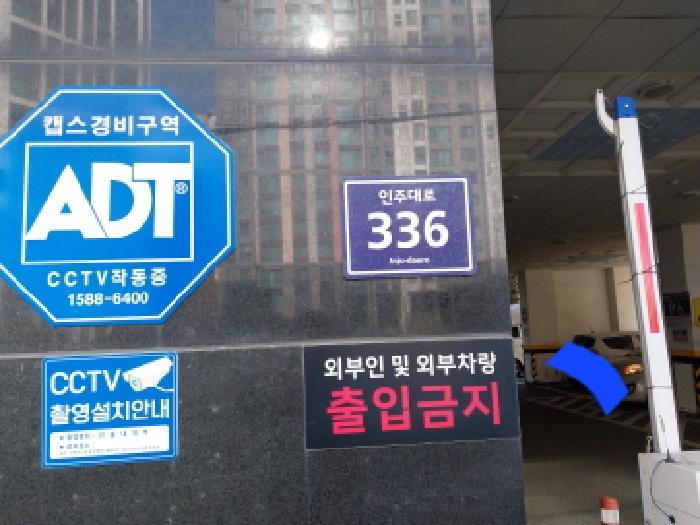 캡스경비구역
ADT®
CCTV작동중
1588-6400
인주대로
336
Inju-daero
CCTV
촬영설치안내
외부인 및 외부차량
출입금지